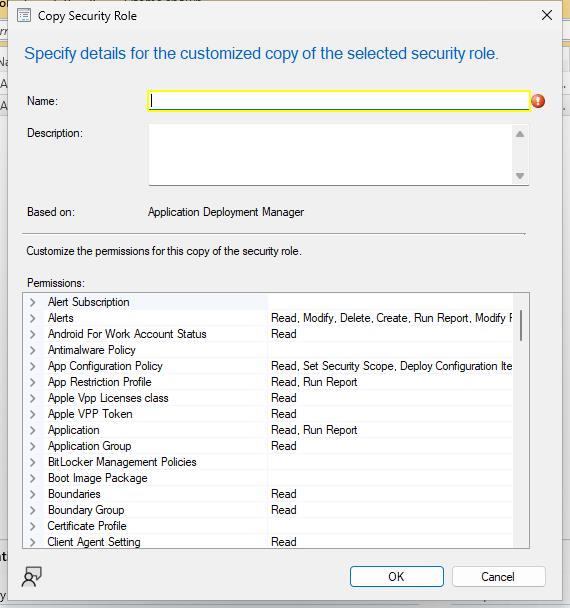 Copy Security Role
Specify details for the customized copy of the selected security role.
Name:
Description:
Based on: Application Deployment Manager
Customize the permissions for this copy of the security role.
Permissions:
Alert Subscription
Alerts Read, Modify, Delete, Create, Run Report, Modify F
Android For Work Account Status Read
Antimalware Policy
App Configuration Policy Read, Set Security Scope, Deploy Configuration Ite
App Restriction Profile Read, Run Report
Apple Vpp Licenses class Read
Apple VPP Token Read
Application Read, Run Report
Application Group Read
BitLocker Management Policies
Boot Image Package
Boundaries Read
Boundary Group Read
Certificate Profile
Client Agent Setting Read
OK Cancel